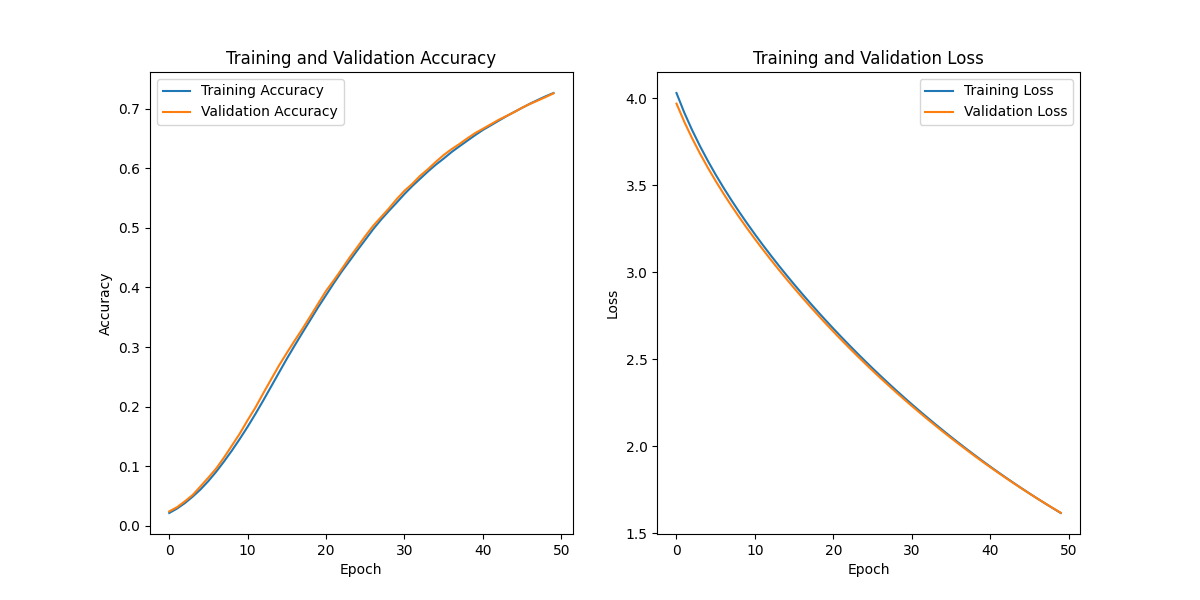 Training and Validation Accuracy
Training Accuracy
Validation Accuracy
0.7
0.6
0.5
0.4
0.3
0.2
0.1
0.0
Accuracy
0 10 20 30 40 50
Epoch
Training and Validation Loss
Training Loss
Validation Loss
4.0
3.5
3.0
2.5
2.0
1.5
Loss
0 10 20 30 40 50
Epoch